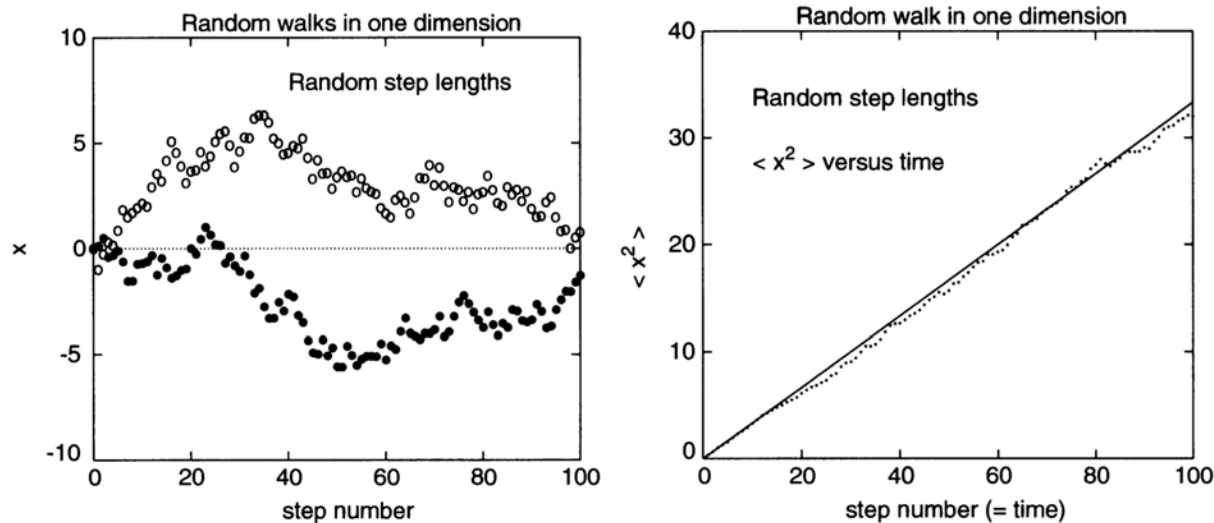 Random walks in one dimension
10
5
0
-5
-10
x
Random step lengths
0
20
40
60
80
100
step number
Random walk in one dimension
40
30
20
10
0
< x² >
Random step lengths
< x² > versus time
0
20
40
60
80
100
step number (= time)